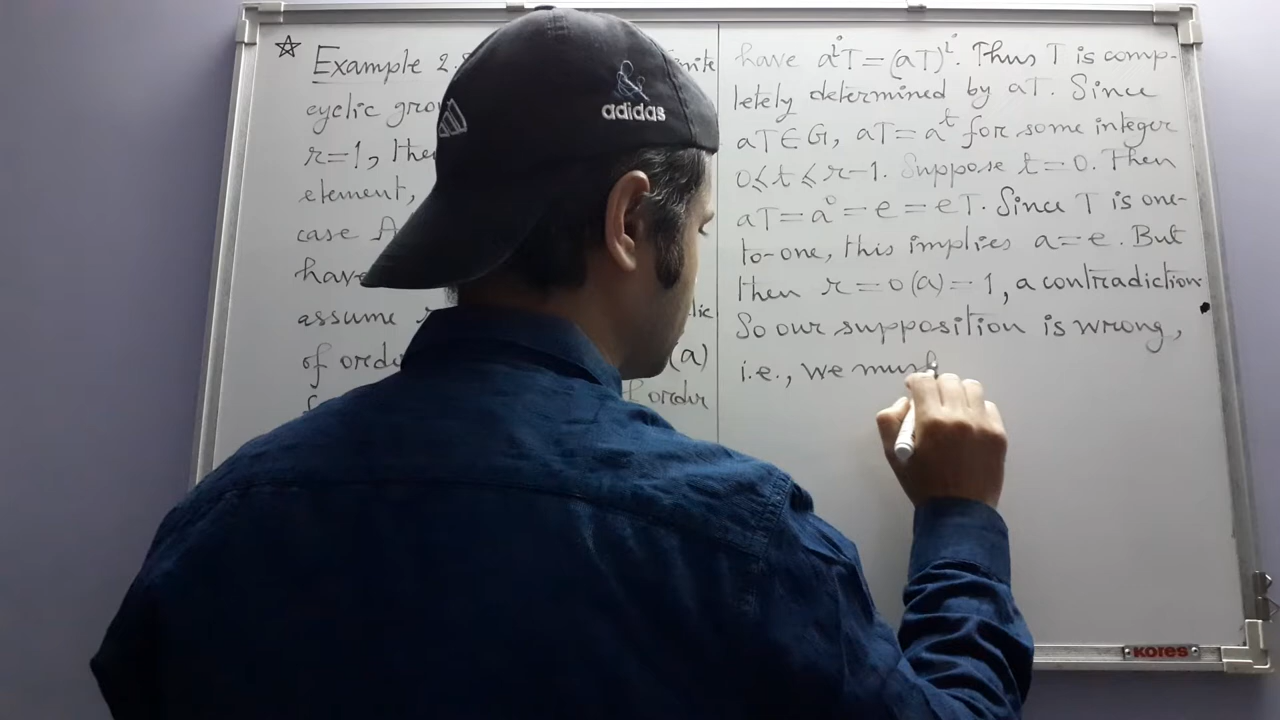 Example 2.
cyclic
r=1, the
element,
case A
have
assume
of orde (a)
order
have aⁱT=(aT)ⁱ. Thus T is comp-
letely determined by aT. Since
aT∈G, aT=aᵗ for some integer
0≤t≤r-1. Suppose t=0. Then
aT=a⁰=e=eT. Since T is one-
to-one, this implies a=e. But
then r=o(a)=1, a contradiction.
So our supposition is wrong,
i.e., we must
adidas
Kores